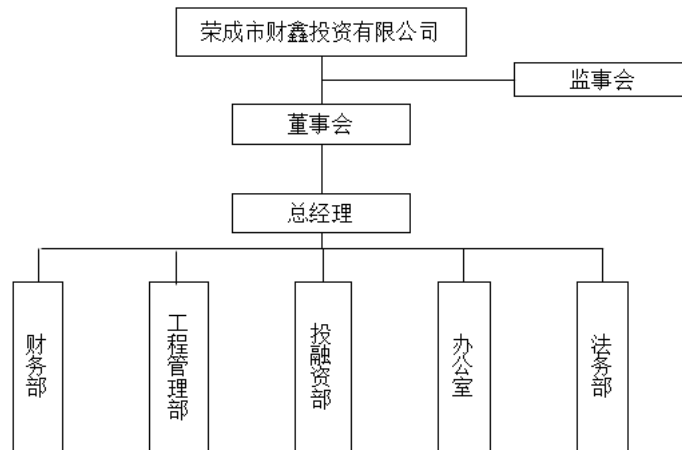 荣成市财鑫投资有限公司
监事会
董事会
总经理
财务部
工程管理部
投融资部
办公室
法务部